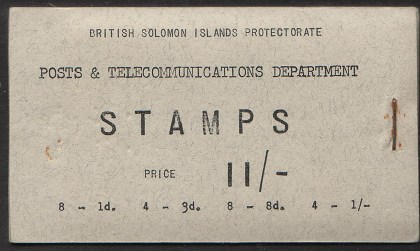 BRITISH SOLOMON ISLANDS PROTECTORATE
POSTS & TELECOMMUNICATIONS DEPARTMENT
STAMPS
PRICE 11/-
8 - 1d. 4 - 3d. 8 - 8d. 4 - 1/-